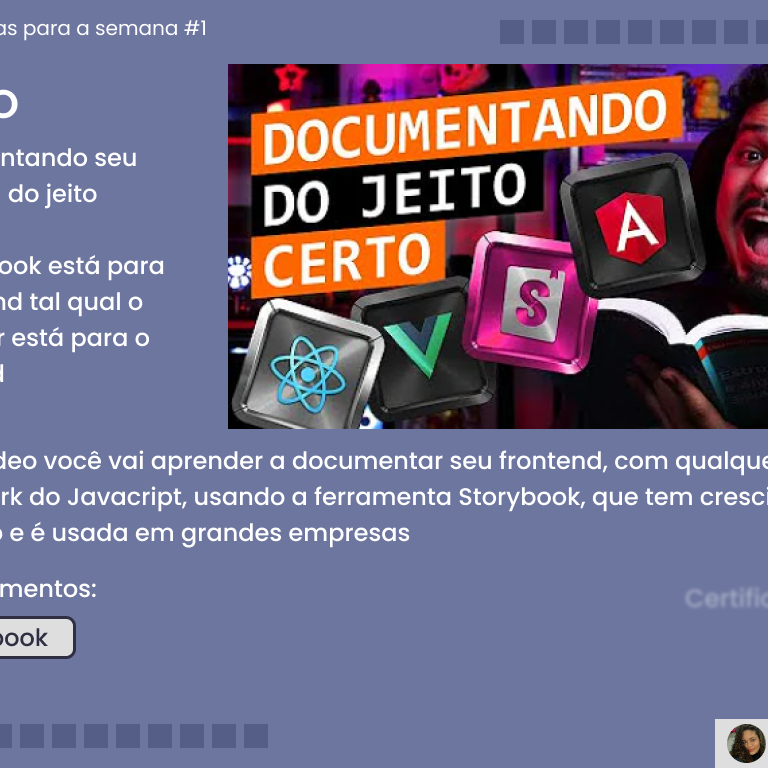 as para a semana #1
o
ntando seu
do jeito
ook está para
nd tal qual o
r está para o
d
DOCUMENTANDO
DO JEITO
CERTO
deo você vai aprender a documentar seu frontend, com qualque
rk do Javacript, usando a ferramenta Storybook, que tem cresci
o e é usada em grandes empresas
mentos:
Certific
ook